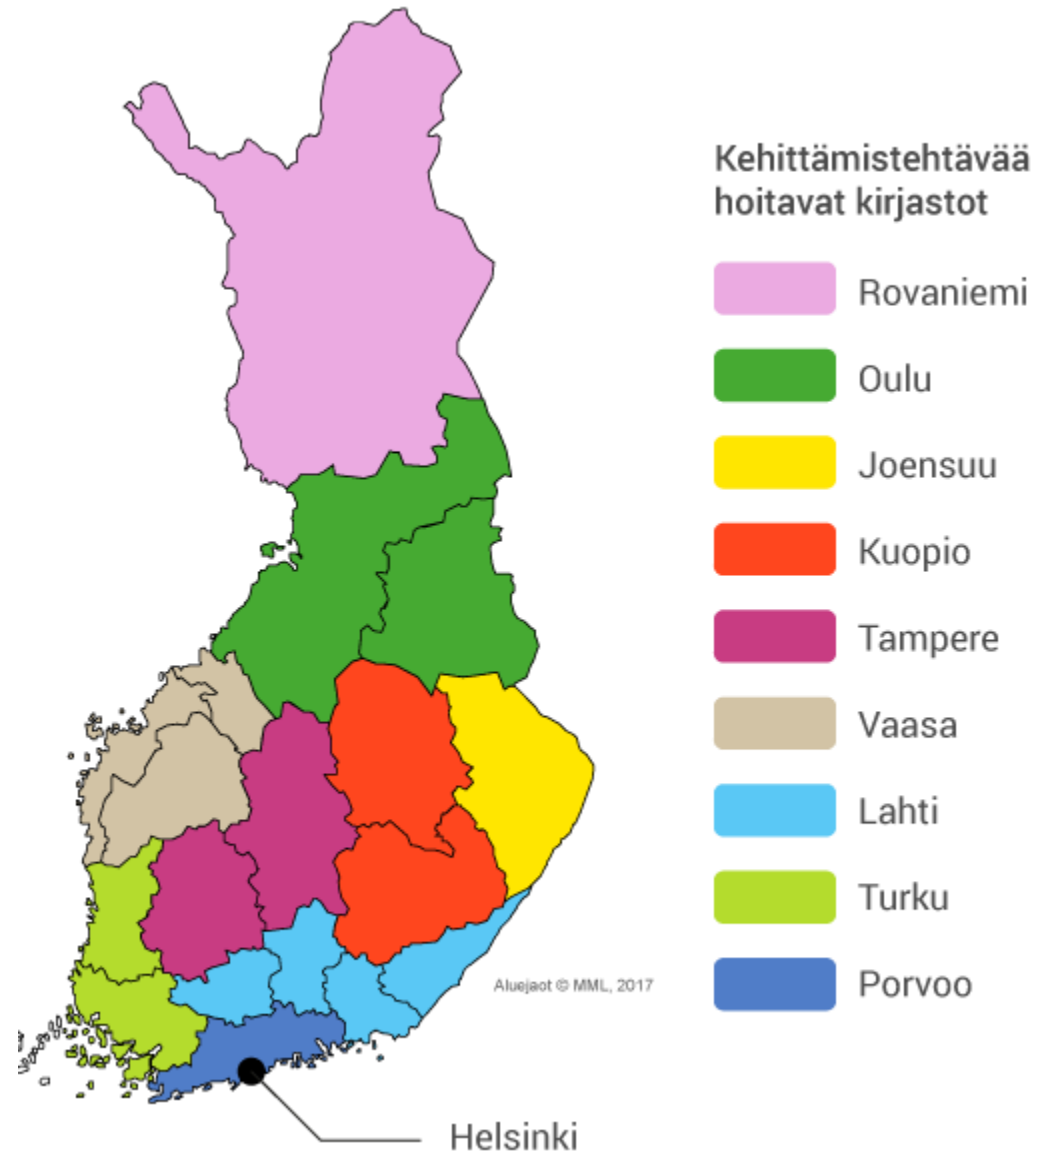 Kehittämistehtävää
hoitavat kirjastot
Rovaniemi
Oulu
Joensuu
Kuopio
Tampere
Vaasa
Lahti
Turku
Porvoo
Aluejaot © MML, 2017
Helsinki